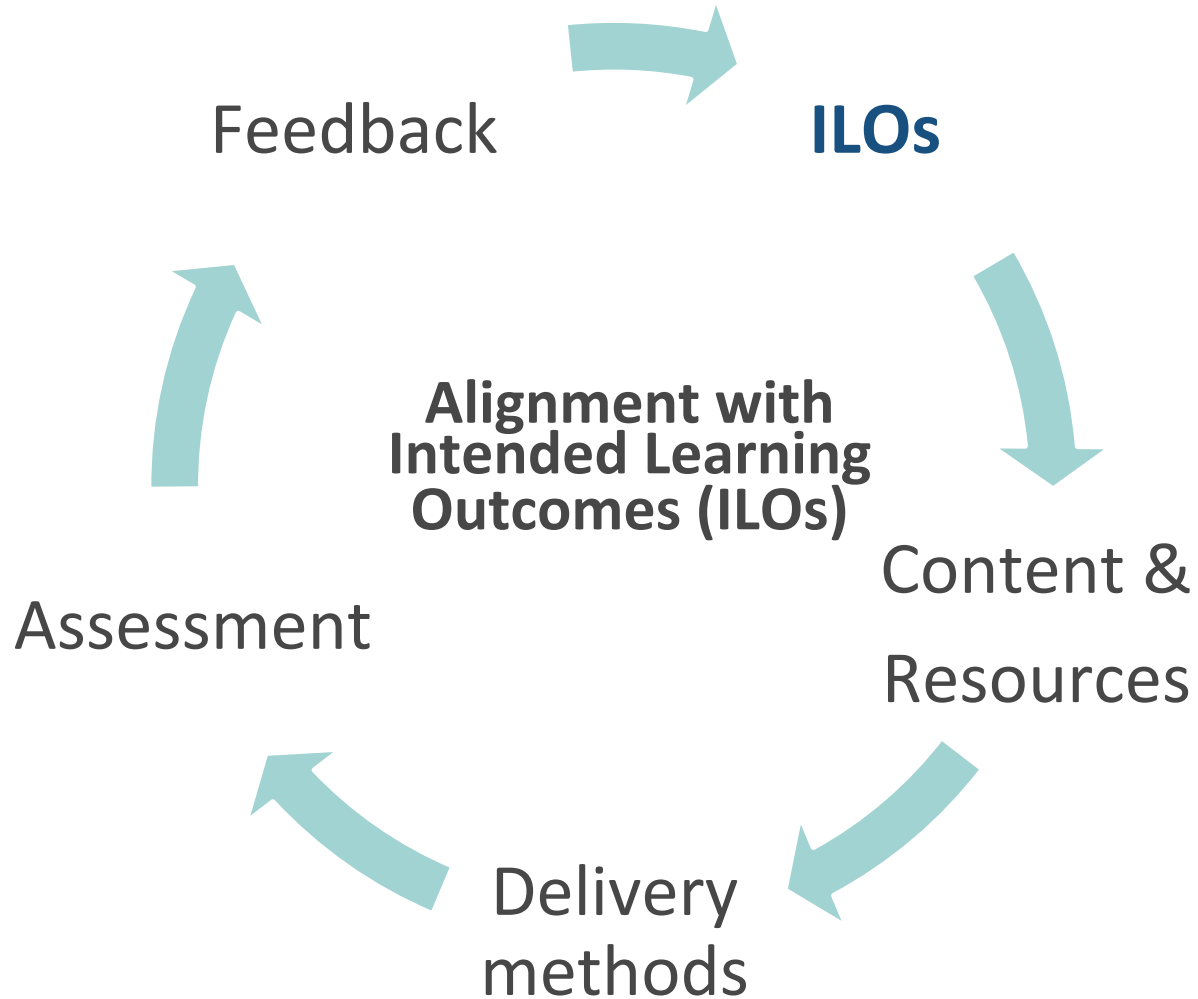 Feedback
ILOs
Alignment with
Intended Learning
Outcomes (ILOs)
Content &
Resources
Assessment
Delivery
methods